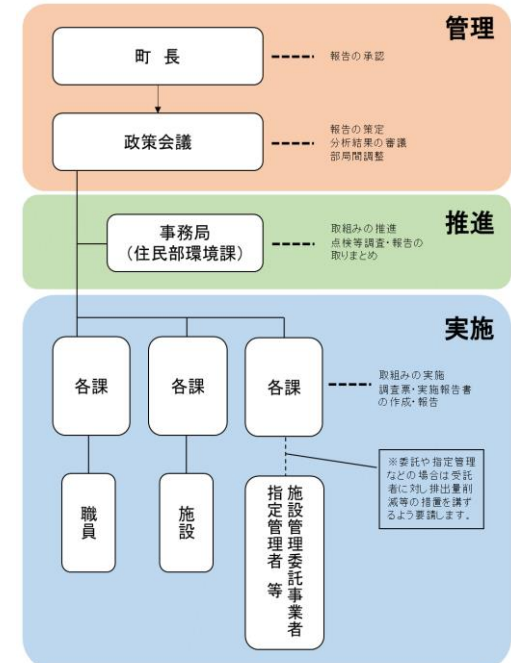 管理
町 長
報告の承認
政策会議
報告の策定
分析結果の審議
部局間調整
推進
事務局
(住民部環境課)
取組みの推進
点検等調査・報告の
取りまとめ
実施
各課
各課
各課
取組みの実施
調査票・実施報告書
の作成・報告
※委託や指定管理
などの場合は受託
者に対し排出量削
減等の措置を講ず
るよう要請します。
職員
施設
施設管理委託事業者
指定管理者 等